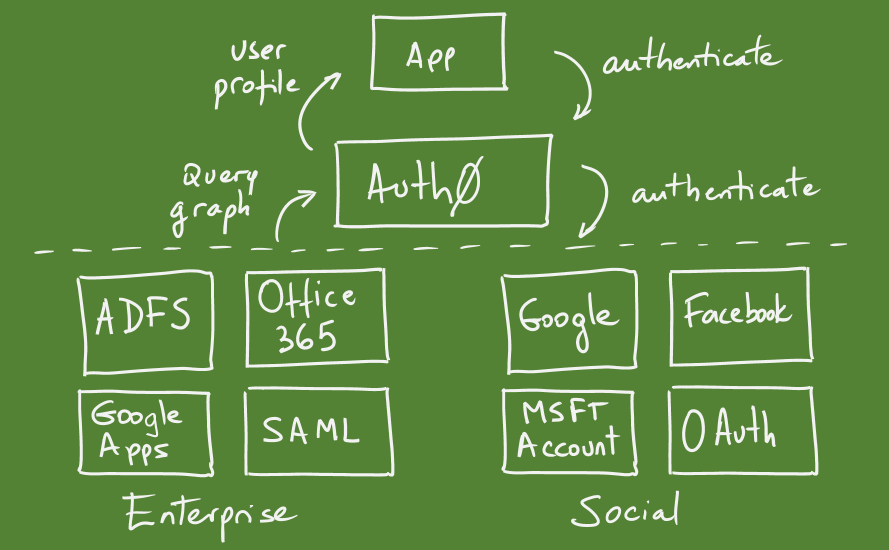 user
profile
App
authenticate
Query
graph
Auth0
authenticate
ADFS
Office
365
Google
Apps
SAML
Enterprise
Google
Facebook
MSFT
Account
OAuth
Social